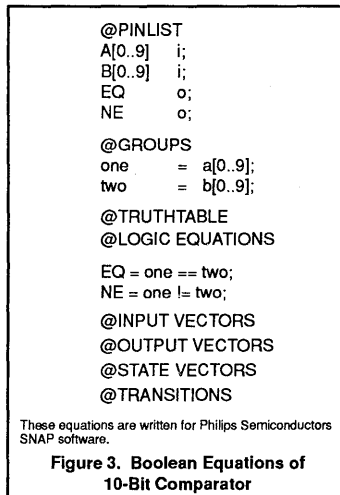 @PINLIST
A[0..9] i;
B[0..9] i;
EQ o;
NE o;
@GROUPS
one = a[0..9];
two = b[0..9];
@TRUTHTABLE
@LOGIC EQUATIONS
EQ = one == two;
NE = one != two;
@INPUT VECTORS
@OUTPUT VECTORS
@STATE VECTORS
@TRANSITIONS
These equations are written for Philips Semiconductors
SNAP software.
Figure 3. Boolean Equations of
10-Bit Comparator